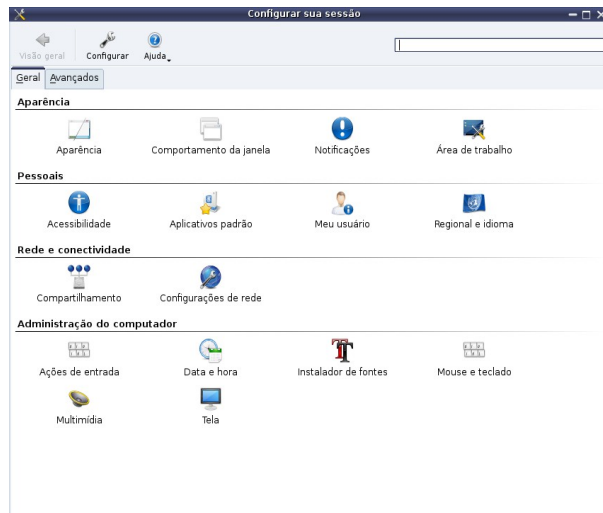 Configurar sua sessão
Visão geral Configurar Ajuda
Geral Avançados
Aparência
Aparência Comportamento da janela Notificações Área de trabalho
Pessoais
Acessibilidade Aplicativos padrão Meu usuário Regional e idioma
Rede e conectividade
Compartilhamento Configurações de rede
Administração do computador
Ações de entrada Data e hora Instalador de fontes Mouse e teclado
Multimídia Tela